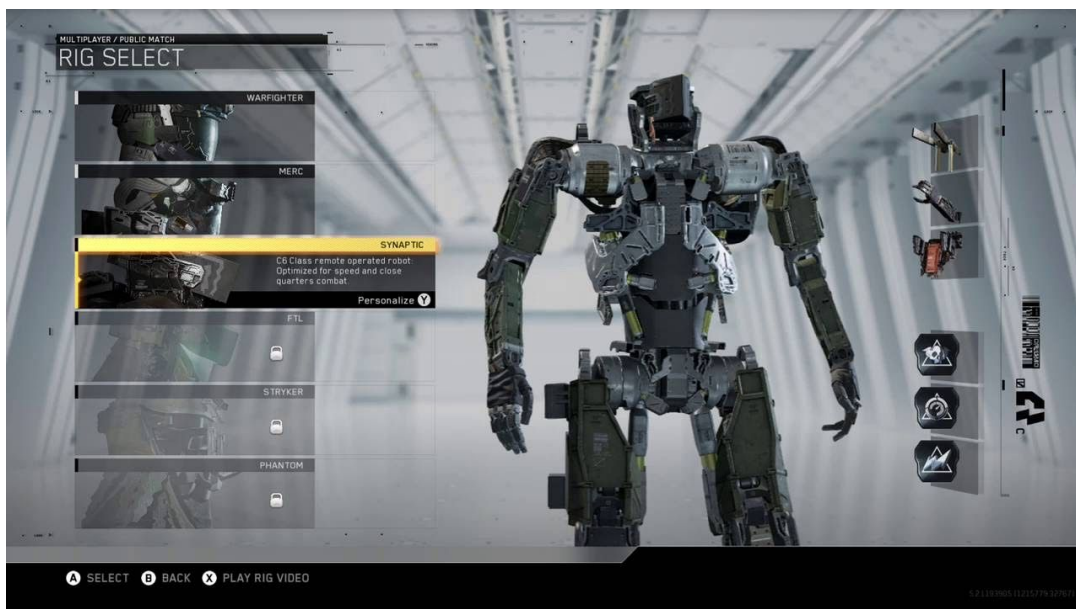 MULTIPLAYER / PUBLIC MATCH
RIG SELECT
WARFIGHTER
MERC
SYNAPTIC
C6 Class remote operated robot:
Optimized for speed and close
quarters combat.
Personalize Y
FTL
STRYKER
PHANTOM
A SELECT B BACK X PLAY RIG VIDEO